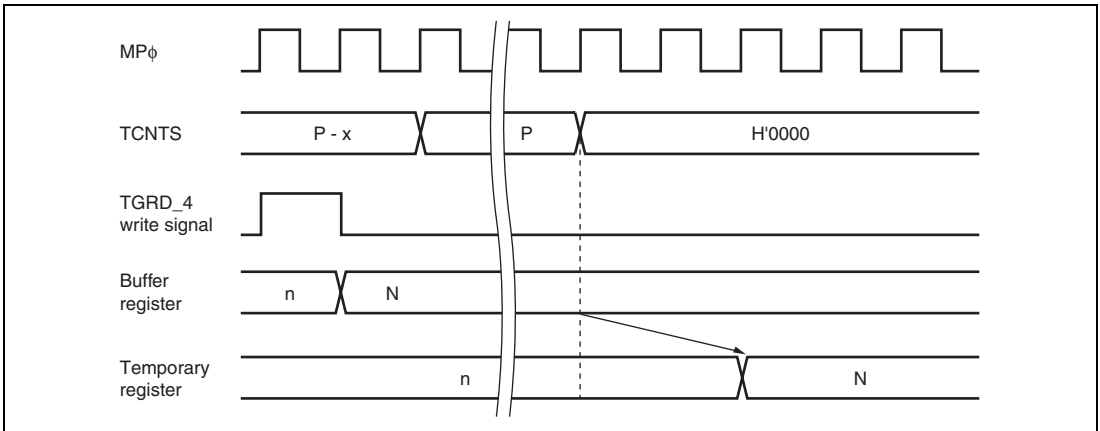 MPϕ
TCNTS
P - x
P
H'0000
TGRD_4
write signal
Buffer
register
n
N
Temporary
register
n
N